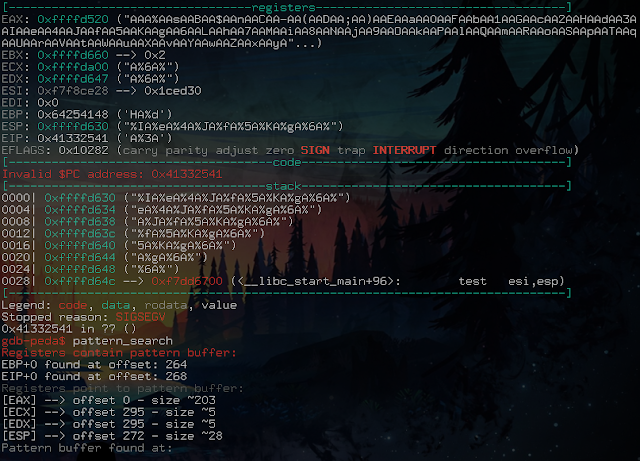 [----------------------------------registers-----------------------------------]
EAX: 0xffffd520 ("AAA%AAsAABAA$AAnAACAA-AA(AADAA;AA)AAEAAaAA0AAFAAbAA1AAGAAcAA2AAHAAdAA3A
AIAAeAA4AAJAAfAA5AAKAAgAA6AALAAhAA7AAMAAiAA8AANAAjAA9AAOAAkAAPAAlAAQAAmAARAAoAASAApAATAAq
AAUAArAAVAAtAAWAAuAAXAAvAAYAAwAAZAAxAAyA"...)
EBX: 0xffffd660 --> 0x2
ECX: 0xffffda00 ("A%6A%")
EDX: 0xffffd647 ("A%6A%")
ESI: 0xf7f8ce28 --> 0x1ced30
EDI: 0x0
EBP: 0x64254148 ('HA%d')
ESP: 0xffffd630 ("%IA%eA%4A%JA%fA%5A%KA%gA%6A%")
EIP: 0x41332541 ('A%3A')
EFLAGS: 0x10282 (carry parity adjust zero SIGN trap INTERRUPT direction overflow)
[-------------------------------------code-------------------------------------]
Invalid $PC address: 0x41332541
[------------------------------------stack-------------------------------------]
0000| 0xffffd630 ("%IA%eA%4A%JA%fA%5A%KA%gA%6A%")
0004| 0xffffd634 ("eA%4A%JA%fA%5A%KA%gA%6A%")
0008| 0xffffd638 ("A%JA%fA%5A%KA%gA%6A%")
0012| 0xffffd63c ("%fA%5A%KA%gA%6A%")
0016| 0xffffd640 ("5A%KA%gA%6A%")
0020| 0xffffd644 ("A%gA%6A%")
0024| 0xffffd648 ("%6A%")
0028| 0xffffd64c --> 0xf7dd6700 (<__libc_start_main+96>: test esi,esp)
[------------------------------------------------------------------------------]
Legend: code, data, rodata, value
Stopped reason: SIGSEGV
0x41332541 in ?? ()
gdb-peda$ pattern_search
Registers contain pattern buffer:
EBP+0 found at offset: 264
EIP+0 found at offset: 268
Registers point to pattern buffer:
[EAX] --> offset 0 - size ~203
[ECX] --> offset 295 - size ~5
[EDX] --> offset 295 - size ~5
[ESP] --> offset 272 - size ~28
Pattern buffer found at: